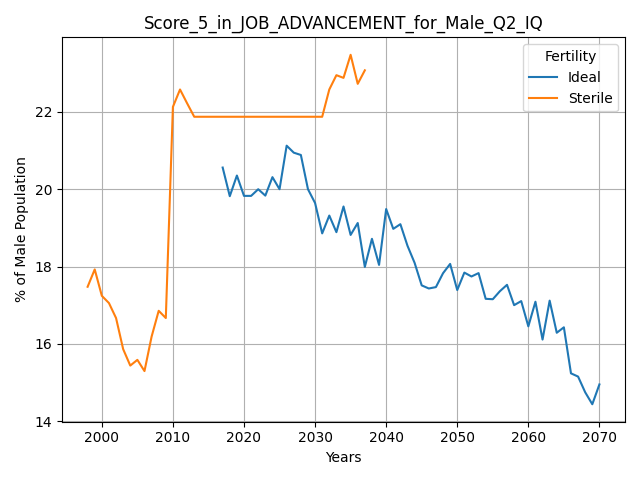 Score_5_in_JOB_ADVANCEMENT_for_Male_Q2_IQ
Fertility
Ideal
Sterile
% of Male Population
22
20
18
16
14
2000 2010 2020 2030 2040 2050 2060 2070
Years